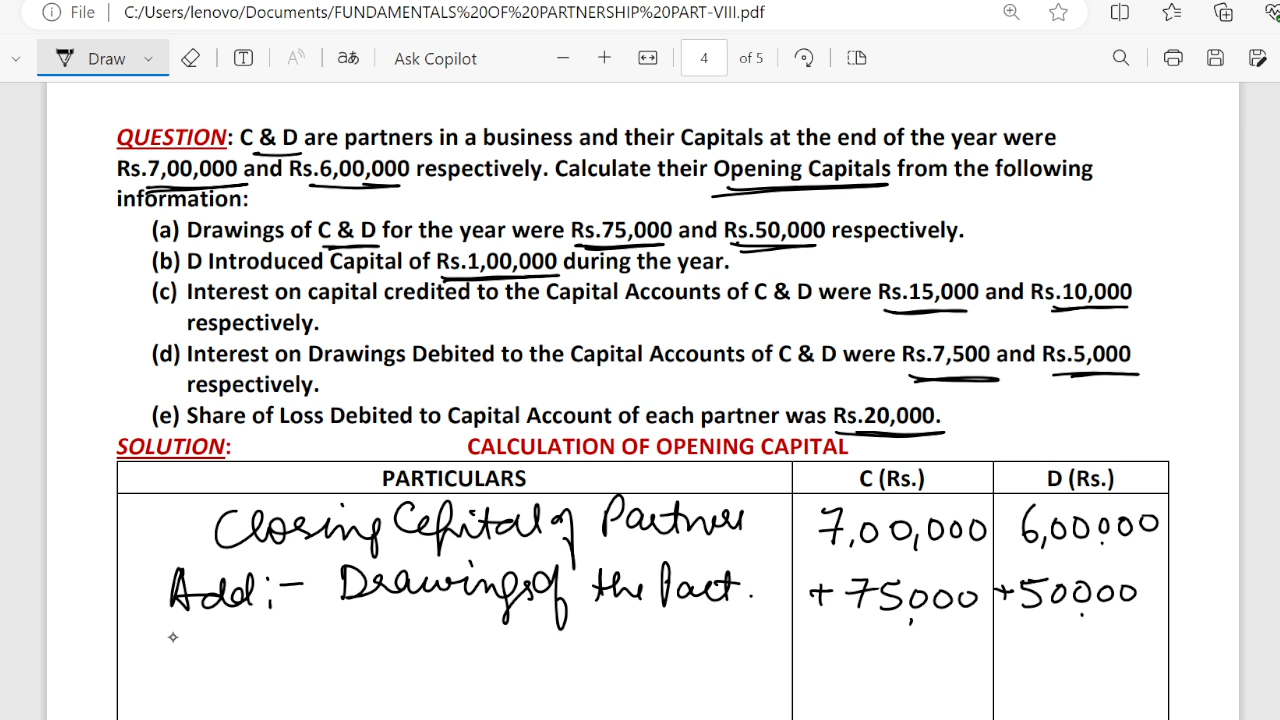 File C:/Users/lenovo/Documents/FUNDAMENTALS%20OF%20PARTNERSHIP%20PART-VIII.pdf
Draw Ask Copilot 4 of 5
QUESTION: C & D are partners in a business and their Capitals at the end of the year were
Rs.7,00,000 and Rs.6,00,000 respectively. Calculate their Opening Capitals from the following
information:
(a) Drawings of C & D for the year were Rs.75,000 and Rs.50,000 respectively.
(b) D Introduced Capital of Rs.1,00,000 during the year.
(c) Interest on capital credited to the Capital Accounts of C & D were Rs.15,000 and Rs.10,000
respectively.
(d) Interest on Drawings Debited to the Capital Accounts of C & D were Rs.7,500 and Rs.5,000
respectively.
(e) Share of Loss Debited to Capital Account of each partner was Rs.20,000.
SOLUTION: CALCULATION OF OPENING CAPITAL
PARTICULARS C (Rs.) D (Rs.)
Closing Capital of Partner 7,00,000 6,00,000
Add:- Drawings of the Part. +75,000 +50,000